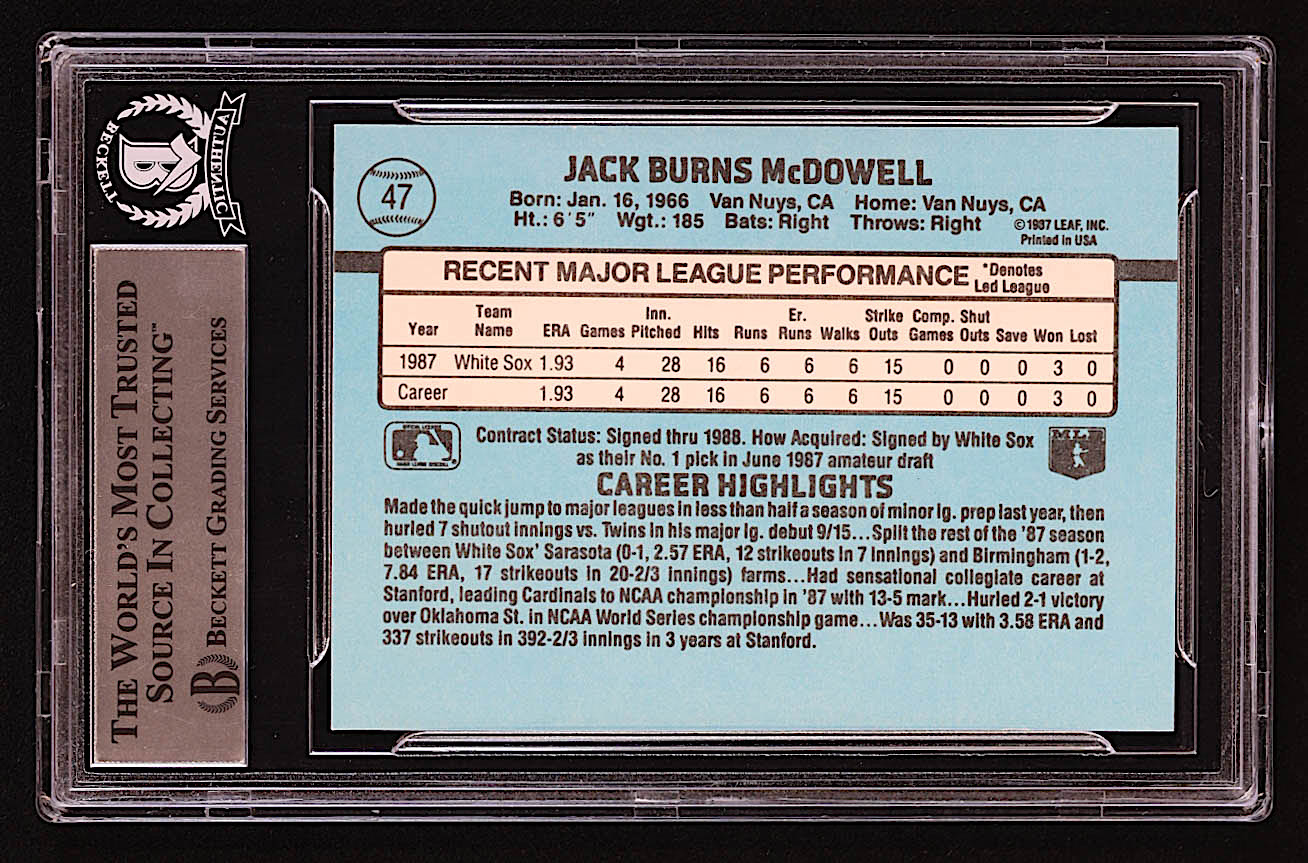 BECKETT
AUTHENTIC
B
THE WORLD'S MOST TRUSTED
SOURCE IN COLLECTING™
B BECKETT GRADING SERVICES
47
JACK BURNS McDOWELL
Born: Jan. 16, 1966 Van Nuys, CA Home: Van Nuys, CA
Ht.: 6'5" Wgt.: 185 Bats: Right Throws: Right
©1987 LEAF, INC.
Printed in USA
RECENT MAJOR LEAGUE PERFORMANCE *Denotes Led League
Year Team Name ERA Games Inn. Pitched Hits Runs Er. Runs Walks Strike Outs Comp. Games Shut Outs Save Won Lost
1987 White Sox 1.93 4 28 16 6 6 6 15 0 0 0 3 0
Career 1.93 4 28 16 6 6 6 15 0 0 0 3 0
Contract Status: Signed thru 1988. How Acquired: Signed by White Sox
as their No. 1 pick in June 1987 amateur draft
CAREER HIGHLIGHTS
Made the quick jump to major leagues in less than half a season of minor lg. prep last year, then
hurled 7 shutout innings vs. Twins in his major lg. debut 9/15...Split the rest of the '87 season
between White Sox' Sarasota (0-1, 2.57 ERA, 12 strikeouts in 7 innings) and Birmingham (1-2,
7.84 ERA, 17 strikeouts in 20-2/3 innings) farms...Had sensational collegiate career at
Stanford, leading Cardinals to NCAA championship in '87 with 13-5 mark...Hurled 2-1 victory
over Oklahoma St. in NCAA World Series championship game...Was 35-13 with 3.58 ERA and
337 strikeouts in 392-2/3 innings in 3 years at Stanford.